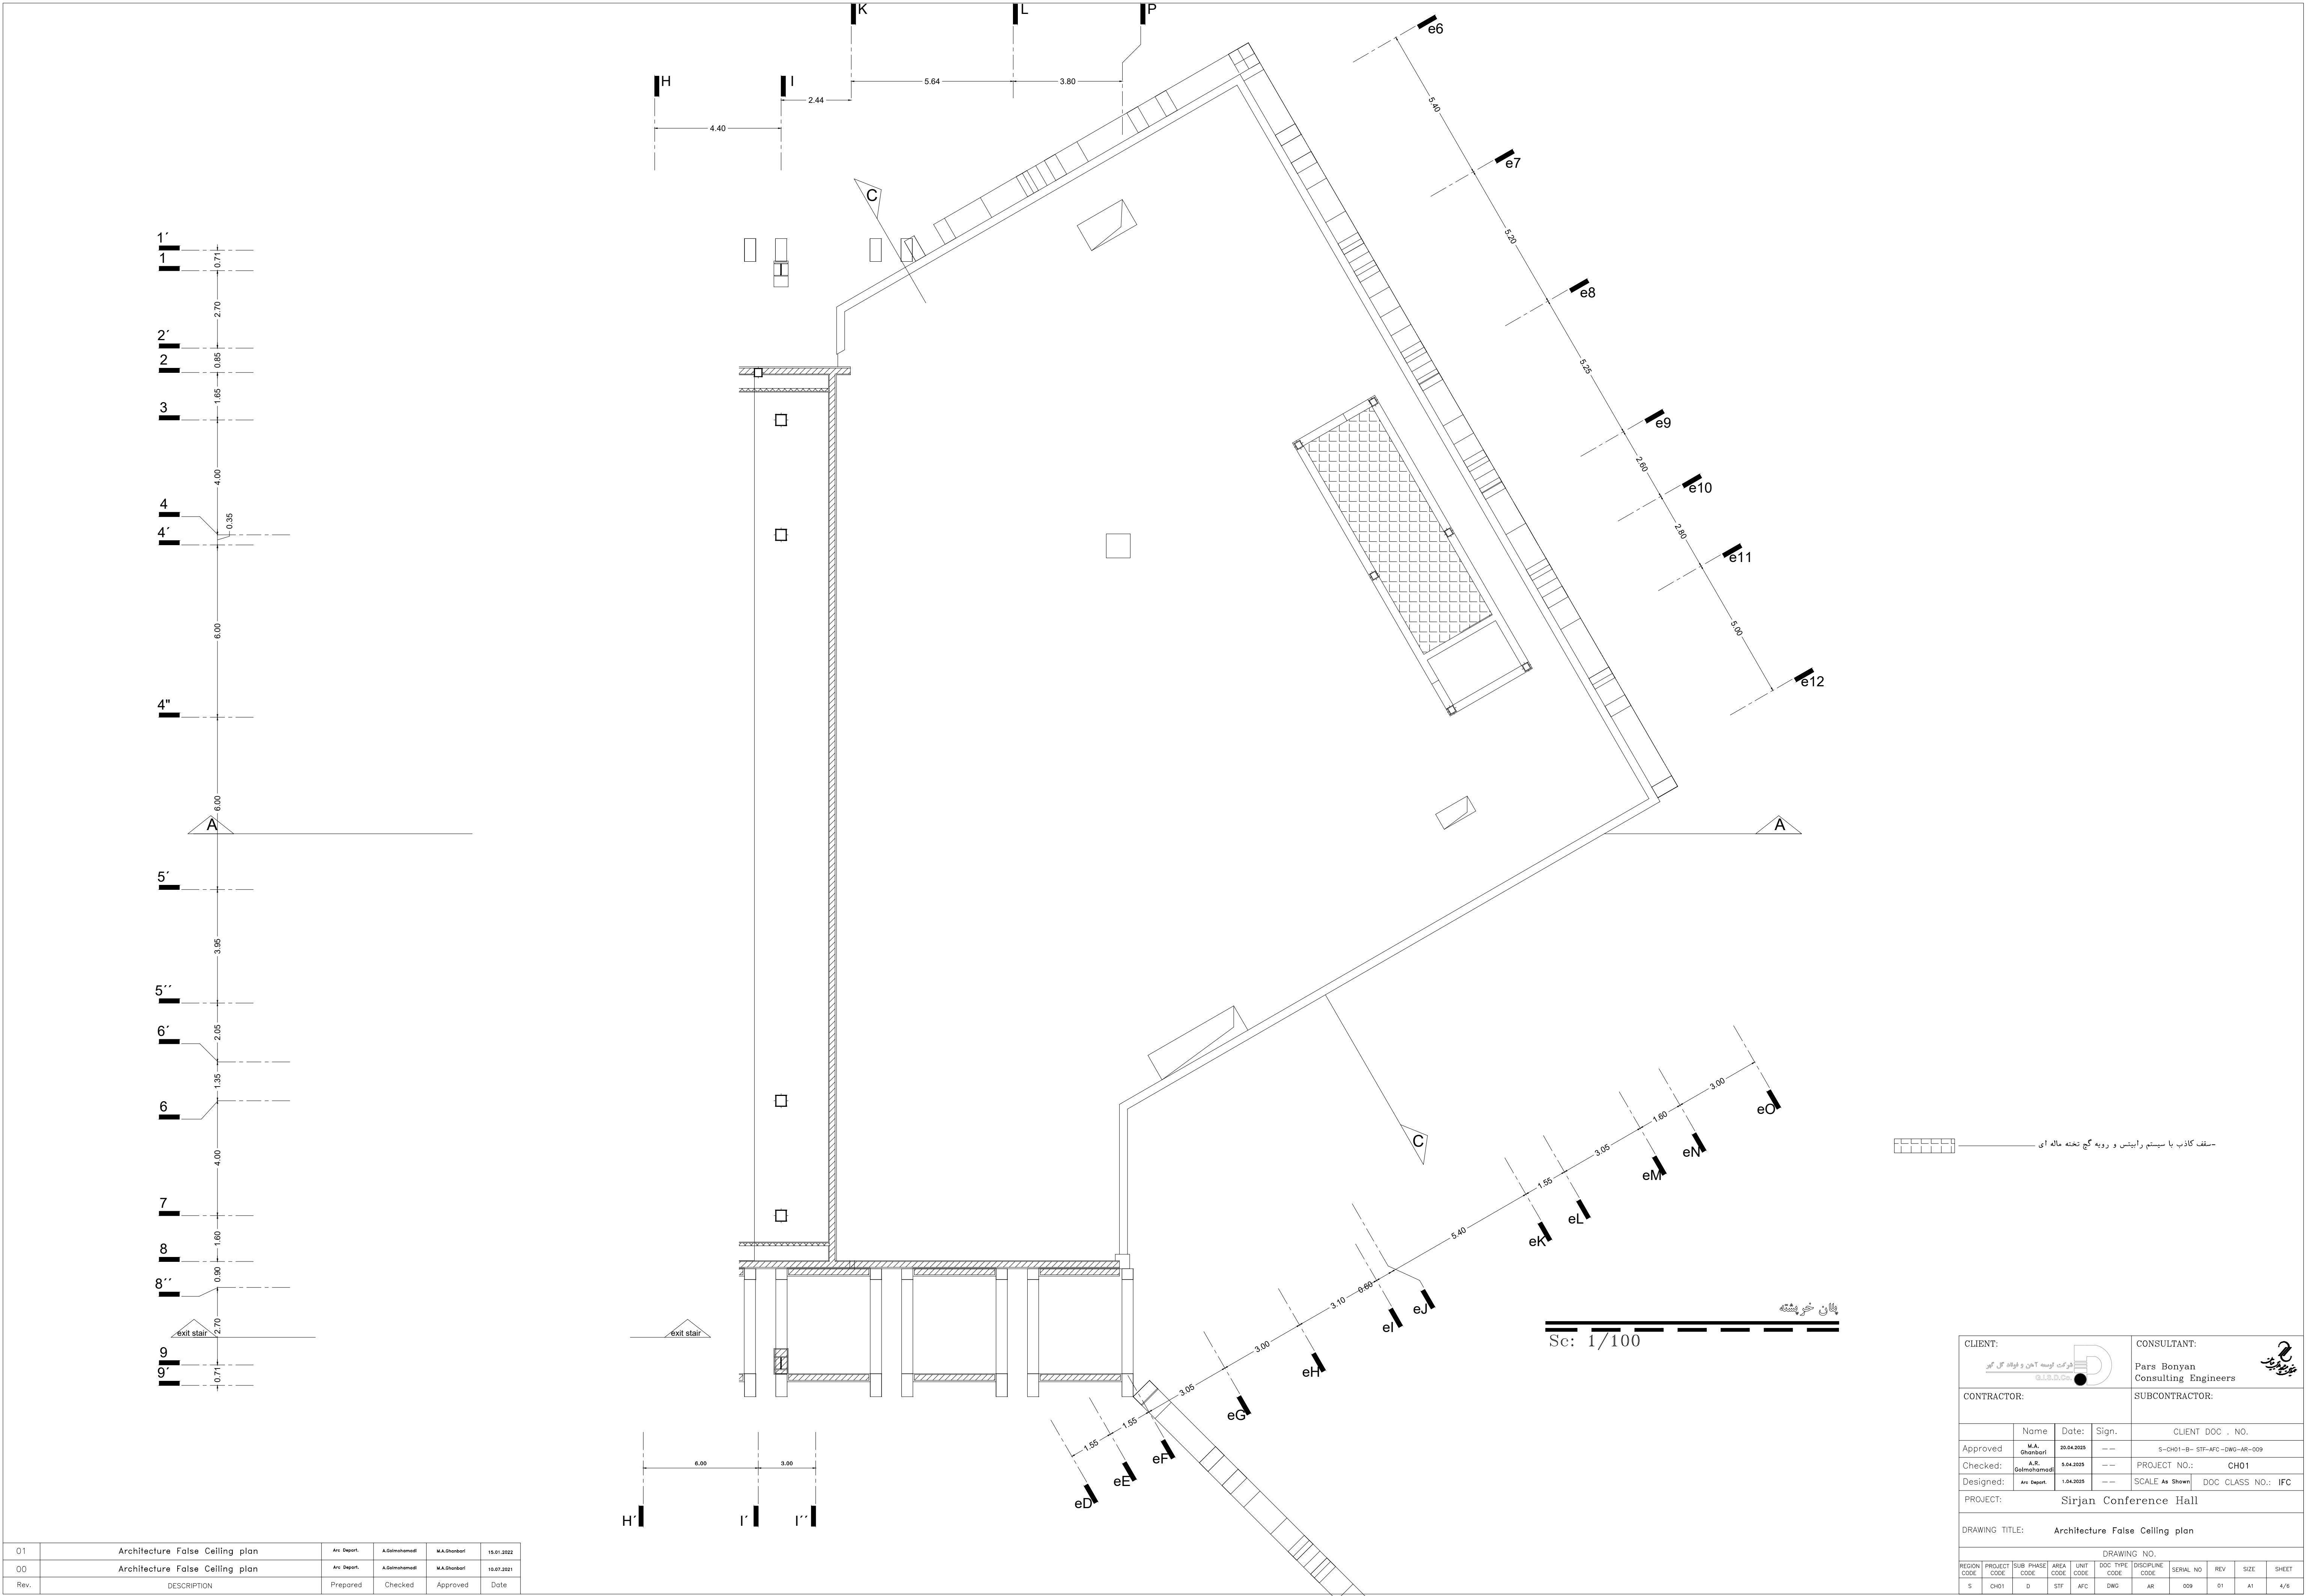 K
L
P
e6
H
I
5.64
3.80
2.44
4.40
5.40
e7
C
5.20
1´
1
0.71
2.70
e8
2´
2
0.85
1.65
5.25
3
e9
4.00
2.60
4
0.35
4´
e10
2.80
e11
6.00
5.00
4"
e12
6.00
A
A
5´
3.95
5´´
6´
2.05
1.35
6
C
4.00
3.00
eO
1.60
eN
3.05
eM
-سقف کاذب با سیستم رابیتس و رویه گچ تخته ماله ای
7
1.60
1.55
eL
5.40
eK
8
0.90
8´´
0.60
eJ
3.10
eI
3.00
eH
پلان خرپشته
Sc: 1/100
exit stair
2.70
exit stair
9
9´
0.71
3.05
eG
1.55
eF
1.55
eE
eD
6.00
3.00
H´
I´
I´´
CLIENT:
CONSULTANT:
G.I.S.D.Co.
Pars Bonyan
Consulting Engineers
CONTRACTOR:
SUBCONTRACTOR:
Name Date: Sign. CLIENT DOC . NO.
Approved M.A. Ghanbari 20.04.2025 -- S-CH01-B- STF-AFC-DWG-AR-009
Checked: A.R. Golmohamadi 5.04.2025 -- PROJECT NO.: CH01
Designed: Arc Depart. 1.04.2025 -- SCALE As Shown DOC CLASS NO.: IFC
PROJECT: Sirjan Conference Hall
DRAWING TITLE: Architecture False Ceiling plan
DRAWING NO.
REGION CODE PROJECT CODE SUB PHASE CODE AREA CODE UNIT CODE DOC TYPE CODE DISCIPLINE CODE SERIAL NO REV SIZE SHEET
S CH01 D STF AFC DWG AR 009 01 A1 4/6
01 Architecture False Ceiling plan Arc Depart. A.Golmohamadi M.A.Ghanbari 15.01.2022
00 Architecture False Ceiling plan Arc Depart. A.Golmohamadi M.A.Ghanbari 10.07.2021
Rev. DESCRIPTION Prepared Checked Approved Date